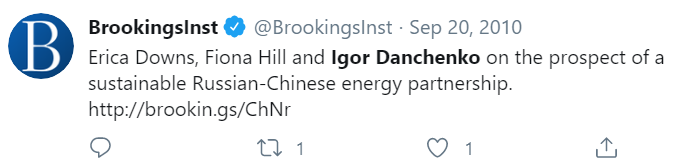 B
BrookingsInst @BrookingsInst · Sep 20, 2010
Erica Downs, Fiona Hill and Igor Danchenko on the prospect of a
sustainable Russian-Chinese energy partnership.
http://brookin.gs/ChNr
1 1